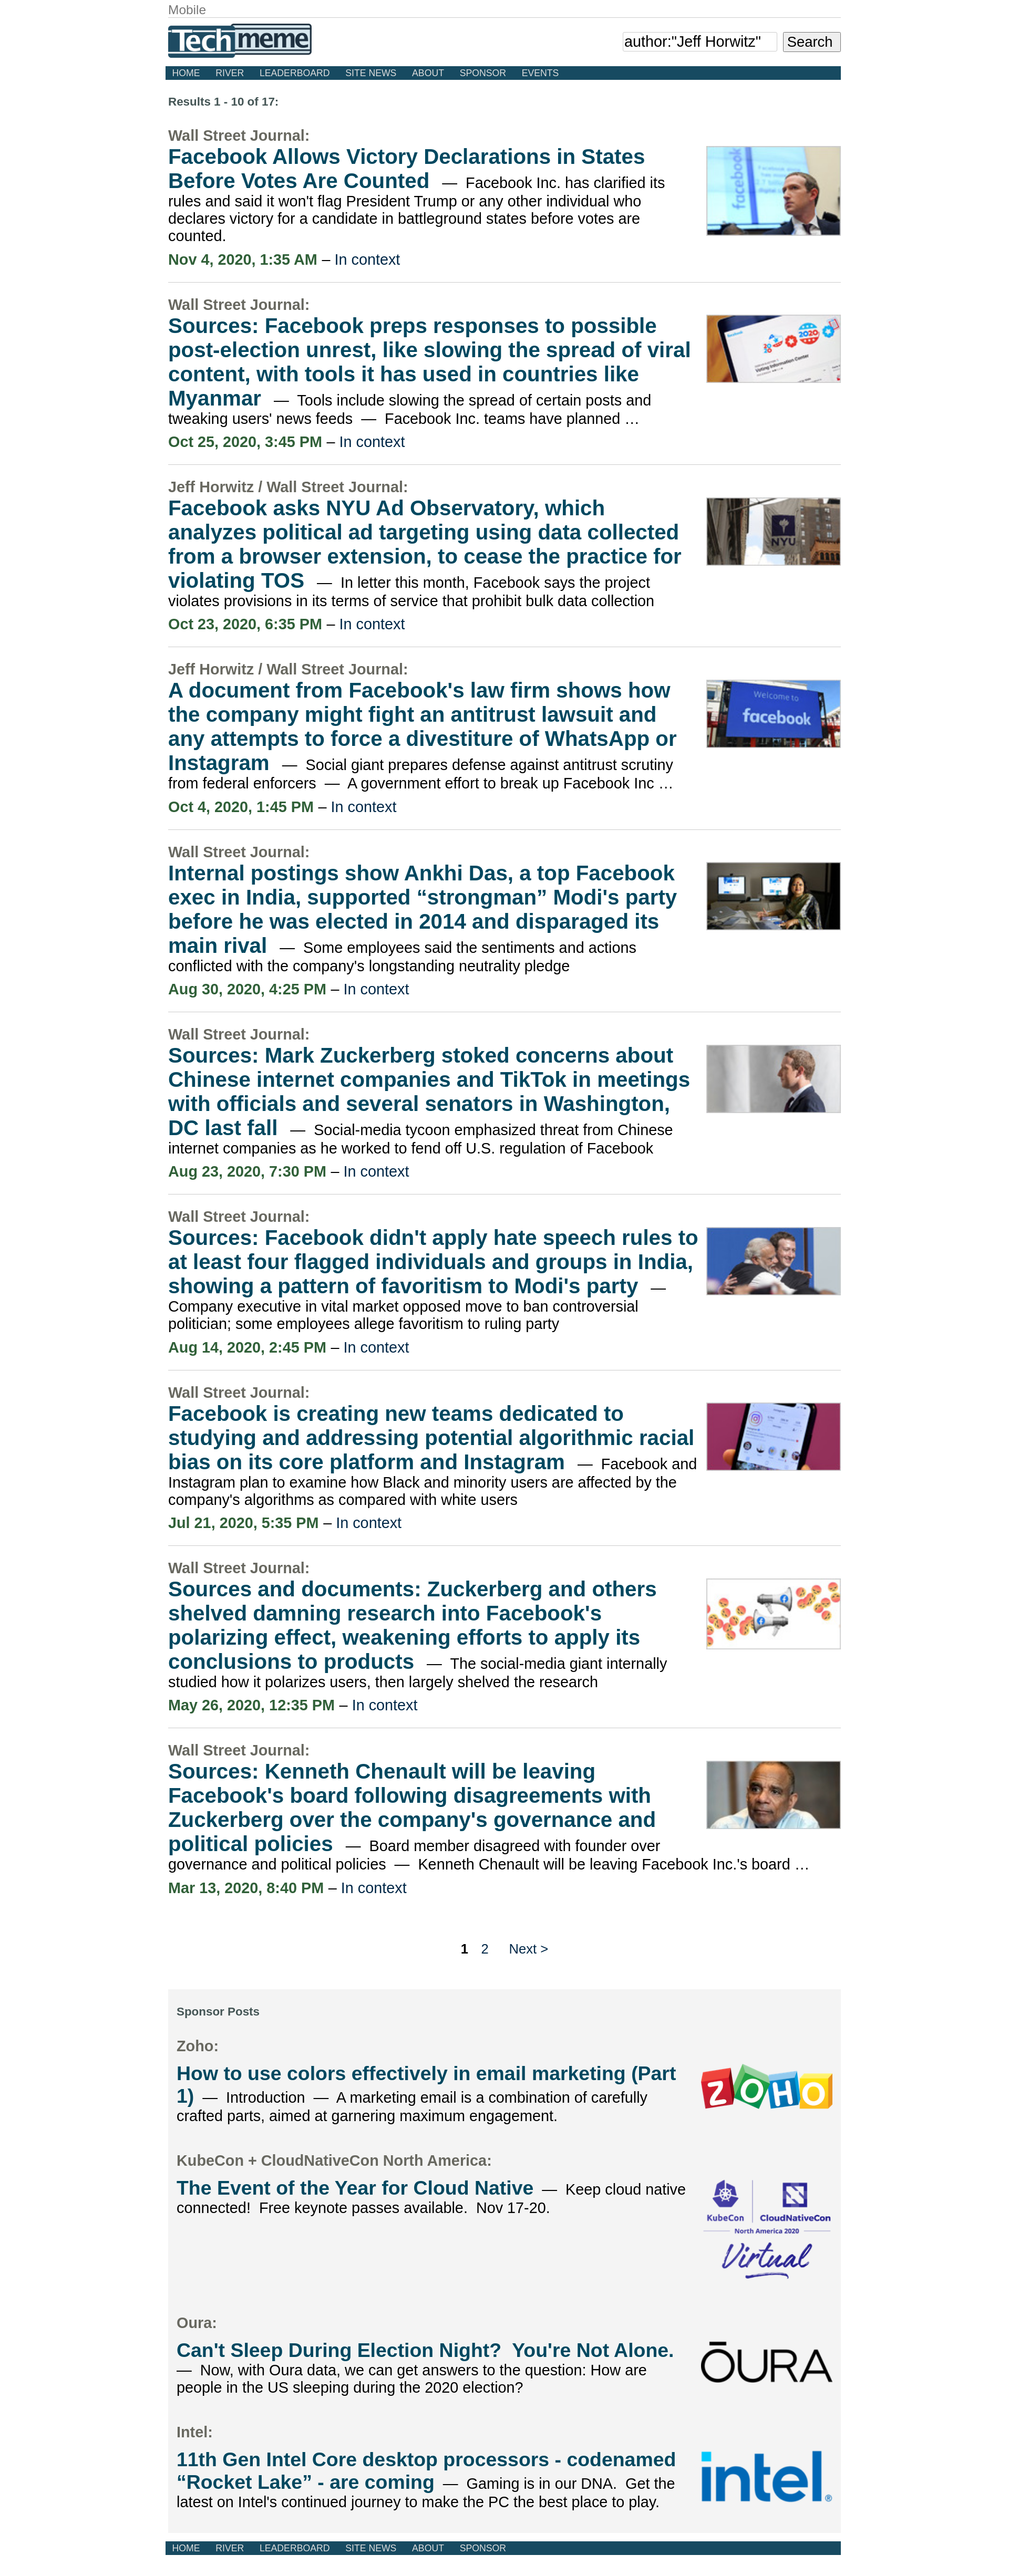 Mobile
Techmeme
author:"Jeff Horwitz"
Search
HOME RIVER LEADERBOARD SITE NEWS ABOUT SPONSOR EVENTS
Results 1 - 10 of 17:
Wall Street Journal:
Facebook Allows Victory Declarations in States
Before Votes Are Counted — Facebook Inc. has clarified its
rules and said it won't flag President Trump or any other individual who
declares victory for a candidate in battleground states before votes are
counted.
Nov 4, 2020, 1:35 AM – In context
Wall Street Journal:
Sources: Facebook preps responses to possible
post-election unrest, like slowing the spread of viral
content, with tools it has used in countries like
Myanmar — Tools include slowing the spread of certain posts and
tweaking users' news feeds — Facebook Inc. teams have planned …
Oct 25, 2020, 3:45 PM – In context
Jeff Horwitz / Wall Street Journal:
Facebook asks NYU Ad Observatory, which
analyzes political ad targeting using data collected
from a browser extension, to cease the practice for
violating TOS — In letter this month, Facebook says the project
violates provisions in its terms of service that prohibit bulk data collection
NYU
Oct 23, 2020, 6:35 PM – In context
Jeff Horwitz / Wall Street Journal:
A document from Facebook's law firm shows how
the company might fight an antitrust lawsuit and
any attempts to force a divestiture of WhatsApp or
Instagram — Social giant prepares defense against antitrust scrutiny
from federal enforcers — A government effort to break up Facebook Inc …
Welcome to
facebook
Oct 4, 2020, 1:45 PM – In context
Wall Street Journal:
Internal postings show Ankhi Das, a top Facebook
exec in India, supported “strongman” Modi's party
before he was elected in 2014 and disparaged its
main rival — Some employees said the sentiments and actions
conflicted with the company's longstanding neutrality pledge
Aug 30, 2020, 4:25 PM – In context
Wall Street Journal:
Sources: Mark Zuckerberg stoked concerns about
Chinese internet companies and TikTok in meetings
with officials and several senators in Washington,
DC last fall — Social-media tycoon emphasized threat from Chinese
internet companies as he worked to fend off U.S. regulation of Facebook
Aug 23, 2020, 7:30 PM – In context
Wall Street Journal:
Sources: Facebook didn't apply hate speech rules to
at least four flagged individuals and groups in India,
showing a pattern of favoritism to Modi's party —
Company executive in vital market opposed move to ban controversial
politician; some employees allege favoritism to ruling party
Aug 14, 2020, 2:45 PM – In context
Wall Street Journal:
Facebook is creating new teams dedicated to
studying and addressing potential algorithmic racial
bias on its core platform and Instagram — Facebook and
Instagram plan to examine how Black and minority users are affected by the
company's algorithms as compared with white users
Jul 21, 2020, 5:35 PM – In context
Wall Street Journal:
Sources and documents: Zuckerberg and others
shelved damning research into Facebook's
polarizing effect, weakening efforts to apply its
conclusions to products — The social-media giant internally
studied how it polarizes users, then largely shelved the research
May 26, 2020, 12:35 PM – In context
Wall Street Journal:
Sources: Kenneth Chenault will be leaving
Facebook's board following disagreements with
Zuckerberg over the company's governance and
political policies — Board member disagreed with founder over
governance and political policies — Kenneth Chenault will be leaving Facebook Inc.'s board …
Mar 13, 2020, 8:40 PM – In context
1 2 Next >
Sponsor Posts
Zoho:
How to use colors effectively in email marketing (Part
1) — Introduction — A marketing email is a combination of carefully
crafted parts, aimed at garnering maximum engagement.
ZOHO
KubeCon + CloudNativeCon North America:
The Event of the Year for Cloud Native — Keep cloud native
connected! Free keynote passes available. Nov 17-20.
KubeCon CloudNativeCon
North America 2020
Virtual
Oura:
Can't Sleep During Election Night? You're Not Alone.
— Now, with Oura data, we can get answers to the question: How are
people in the US sleeping during the 2020 election?
ŌURA
Intel:
11th Gen Intel Core desktop processors - codenamed
“Rocket Lake” - are coming — Gaming is in our DNA. Get the
latest on Intel's continued journey to make the PC the best place to play.
intel.®
HOME RIVER LEADERBOARD SITE NEWS ABOUT SPONSOR